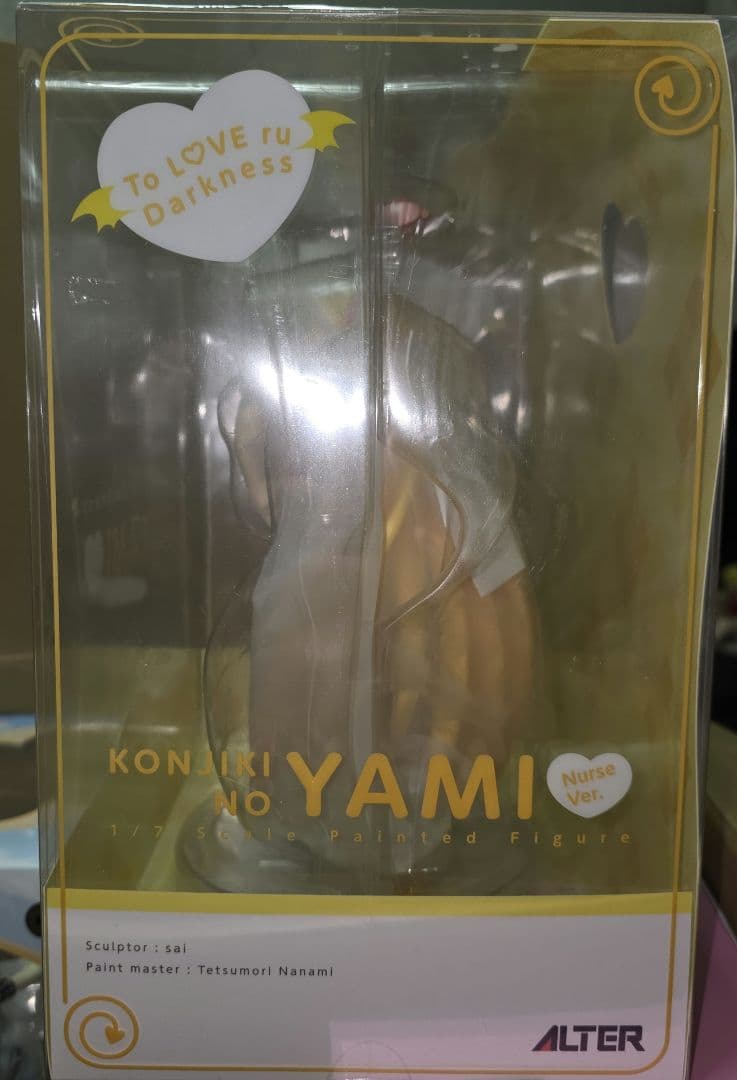 To L♡VE ru
Darkness
KONJIKI
NO YAMI
Nurse
Ver.
1/7 Scale Painted Figure
Sculptor : sai
Paint master : Tetsumori Nanami
ALTER